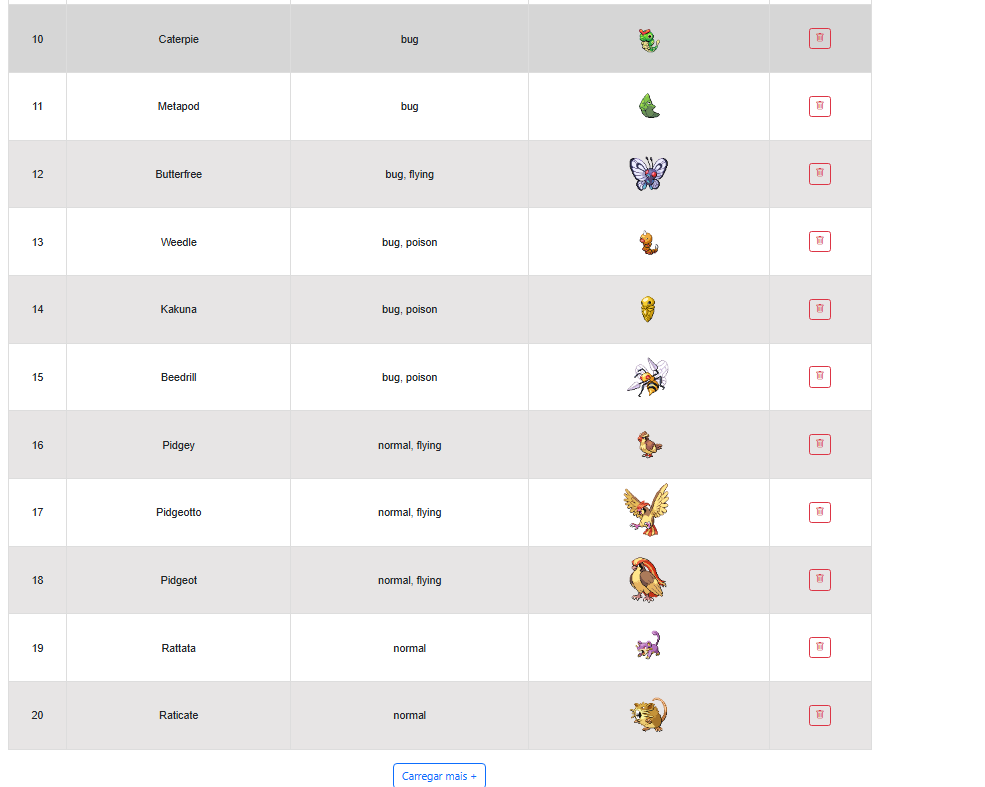 10 Caterpie bug
11 Metapod bug
12 Butterfree bug, flying
13 Weedle bug, poison
14 Kakuna bug, poison
15 Beedrill bug, poison
16 Pidgey normal, flying
17 Pidgeotto normal, flying
18 Pidgeot normal, flying
19 Rattata normal
20 Raticate normal
Carregar mais +